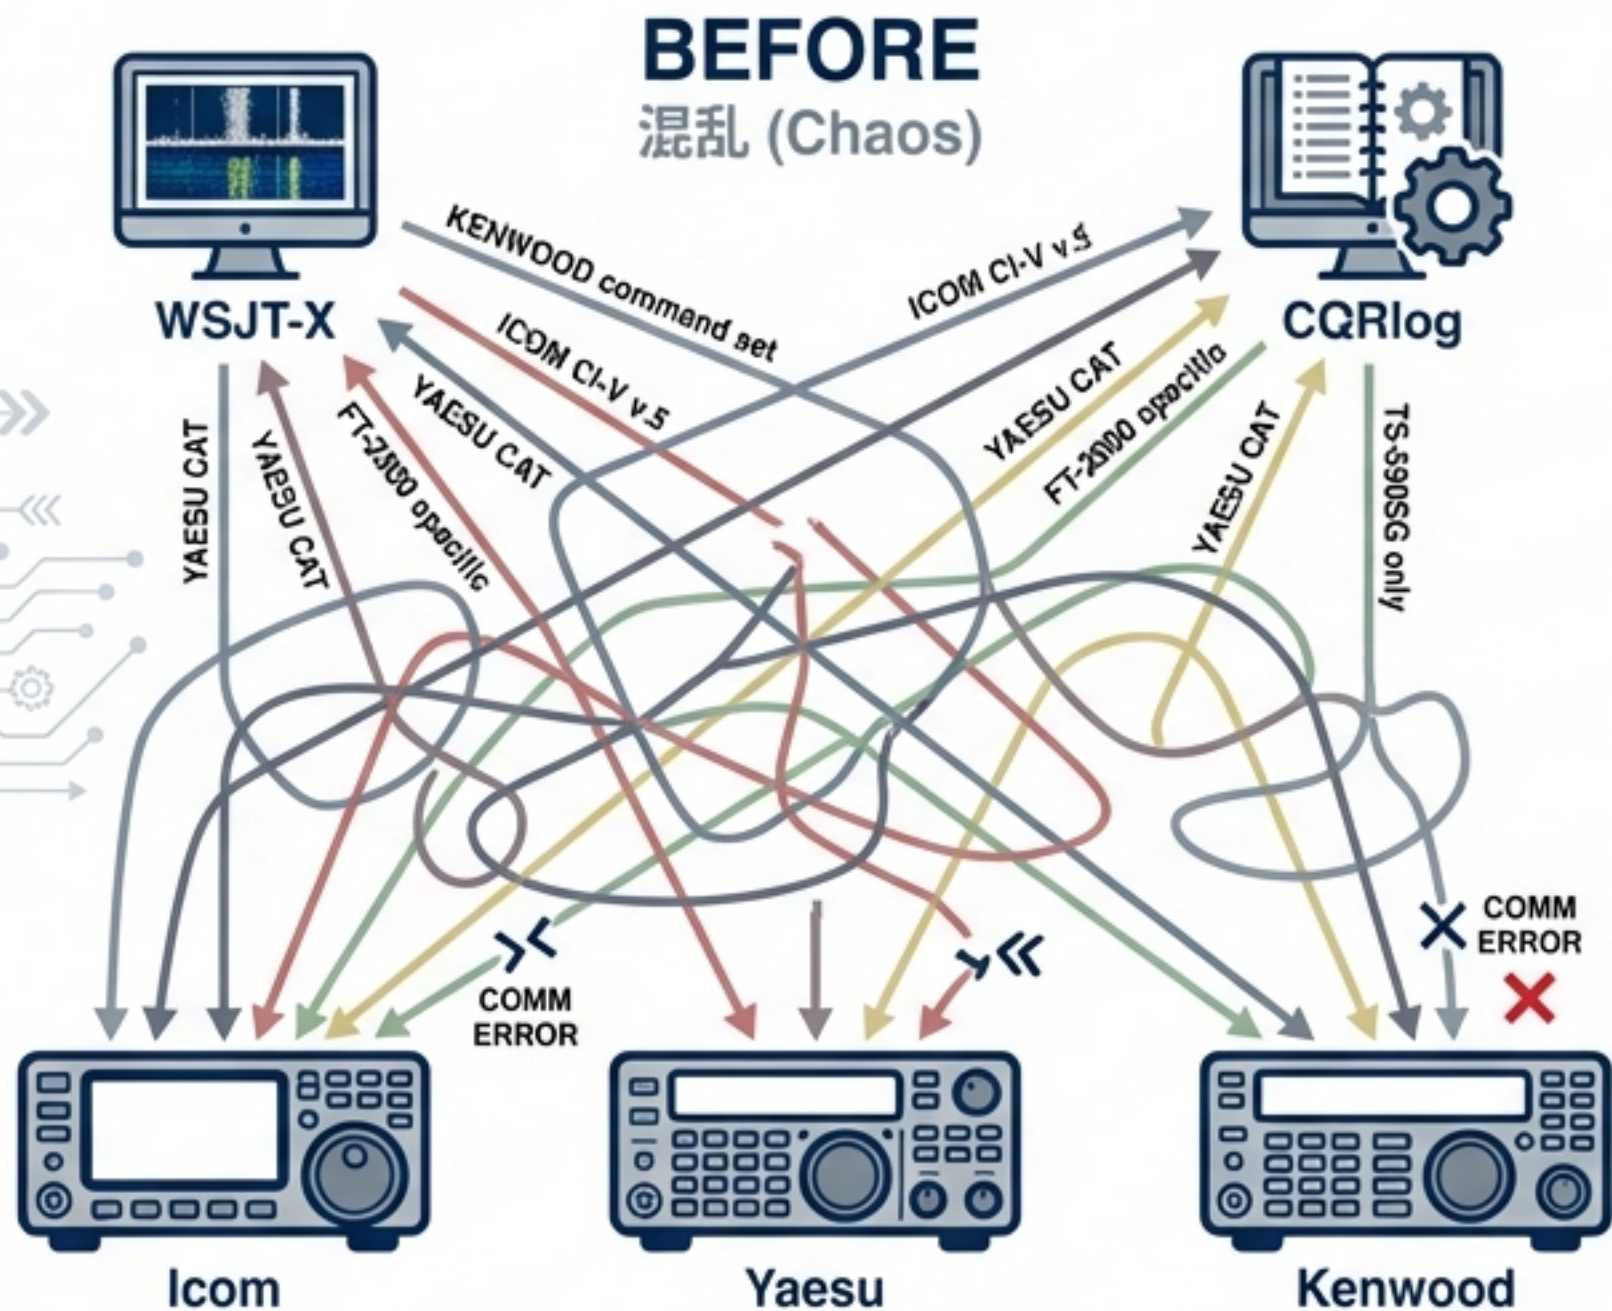 BEFORE
混乱 (Chaos)
WSJT-X
CQRlog
KENWOOD command set
ICOM CI-V v.5
YAESU CAT
YAESU CAT
YAESU CAT
ICOM CI-V v.5
YAESU CAT
YAESU CAT
TS-590SG only
COMM
ERROR
COMM
ERROR
Icom
Yaesu
Kenwood